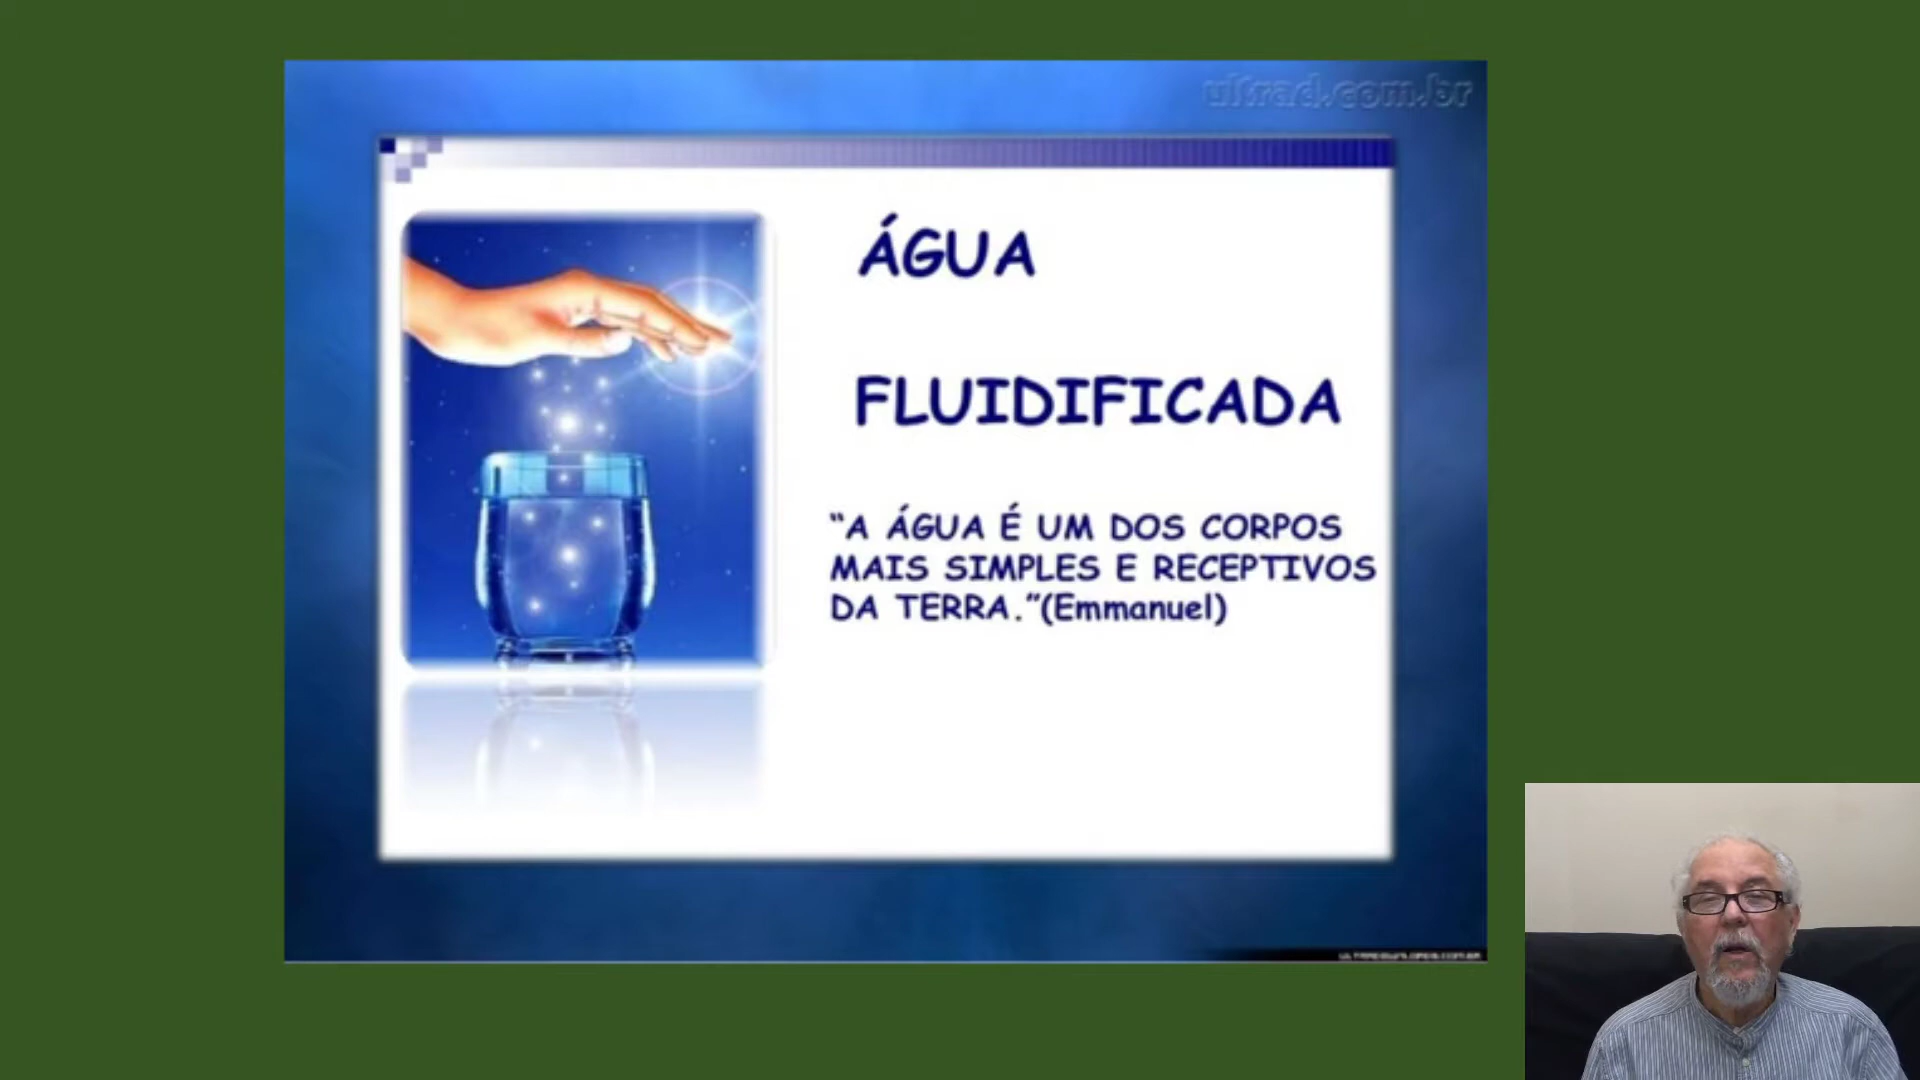 ultrad.com.br
ÁGUA
FLUIDIFICADA
“A ÁGUA É UM DOS CORPOS
MAIS SIMPLES E RECEPTIVOS
DA TERRA.”(Emmanuel)